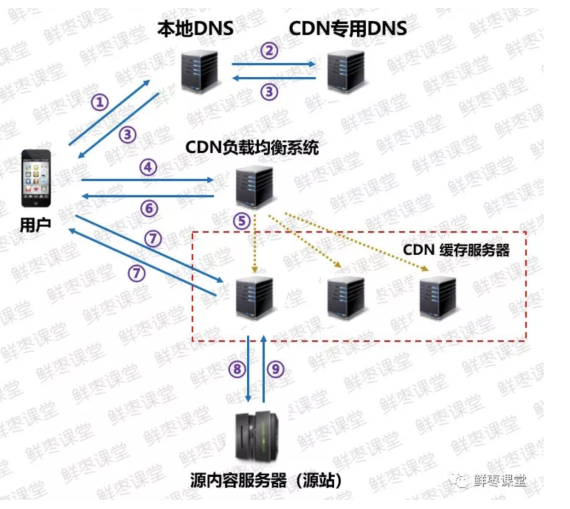 本地DNS
CDN专用DNS
②
③
①
③
CDN负载均衡系统
④
⑥
用户
⑤
⑦
⑦
CDN 缓存服务器
⑧
⑨
源内容服务器（源站）
鲜枣课堂